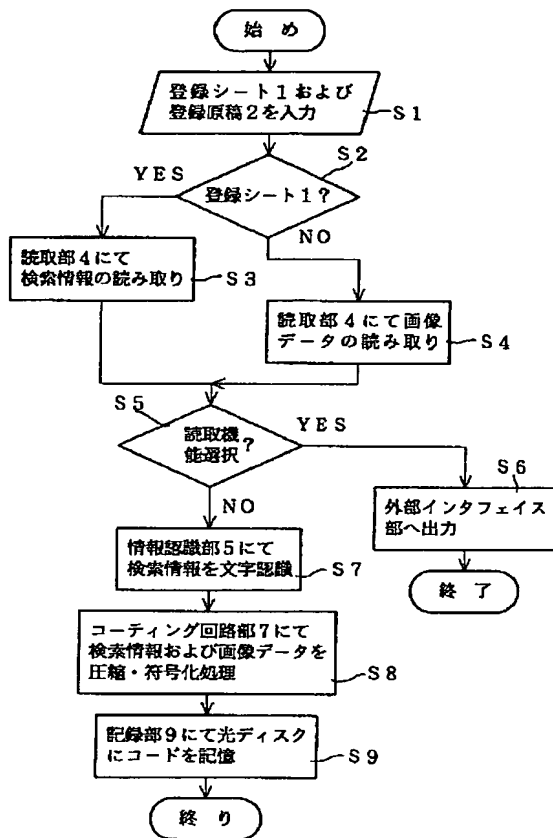 始 め
登録シート1および
登録原稿2を入力
S1
S2
YES
登録シート1?
NO
読取部4にて
検索情報の読み取り
S3
読取部4にて画像
データの読み取り
S4
S5
読取機
能選択?
YES
NO
S6
外部インタフェイス
部へ出力
終 了
情報認識部5にて
検索情報を文字認識
S7
コーティング回路部7にて
検索情報および画像データを
圧縮・符号化処理
S8
記録部9にて光ディスク
にコードを記憶
S9
終 り